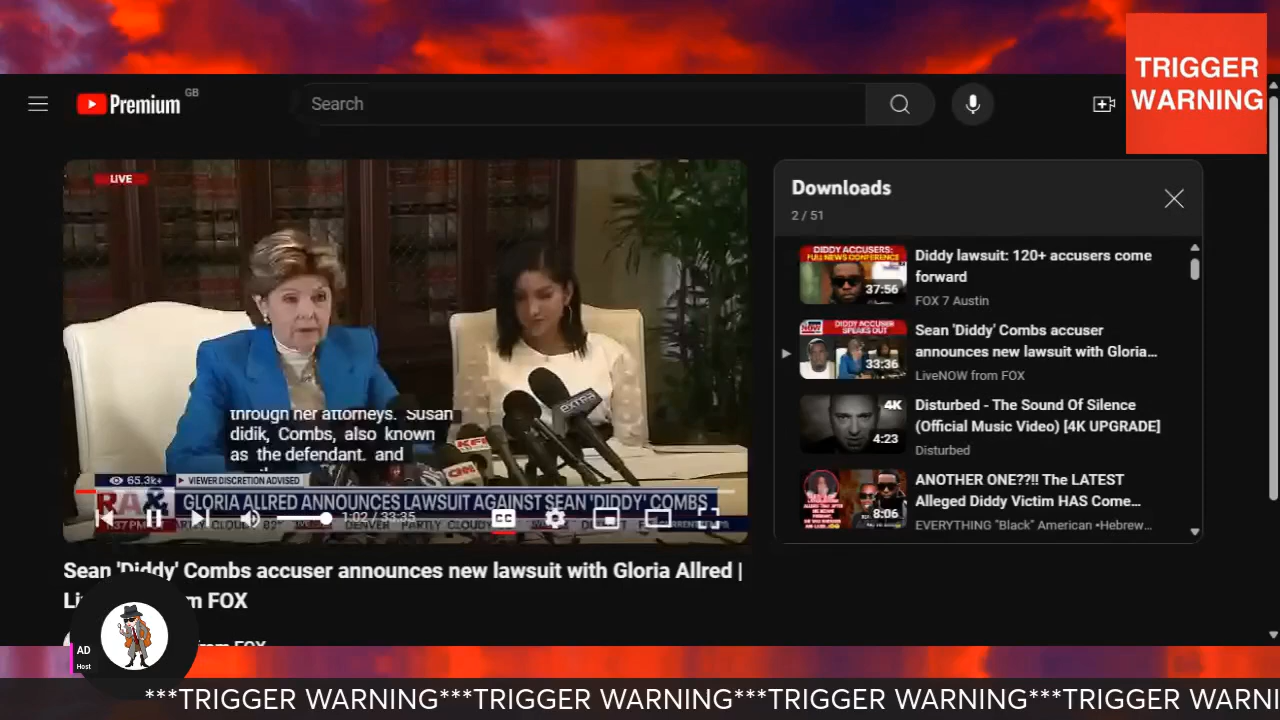 TRIGGER
WARNING
Premium
GB
Search
LIVE
through her attorneys. Susan
didik, Combs, also known
as the defendant. and
65.3k+
VIEWER DISCRETION ADVISED
GLORIA ALLRED ANNOUNCES LAWSUIT AGAINST SEAN 'DIDDY' COMBS
1:02 / 33:35
CC
KFI
CNN
extra
DENVER PARTLY CLOUDY
Sean 'Diddy' Combs accuser announces new lawsuit with Gloria Allred |
from FOX
Downloads
2 / 51
DIDDY ACCUSERS:
FULL NEWS CONFERENCE
37:56
Diddy lawsuit: 120+ accusers come
forward
FOX 7 Austin
DIDDY ACCUSER
SPEAKS OUT
33:36
Sean 'Diddy' Combs accuser
announces new lawsuit with Gloria...
LiveNOW from FOX
4K
4:23
Disturbed - The Sound Of Silence
(Official Music Video) [4K UPGRADE]
Disturbed
8:06
ANOTHER ONE??!! The LATEST
Alleged Diddy Victim HAS Come...
EVERYTHING "Black" American •Hebrew...
AD
Host
***TRIGGER WARNING***TRIGGER WARNING***TRIGGER WARNING***TRIGGER WARNI